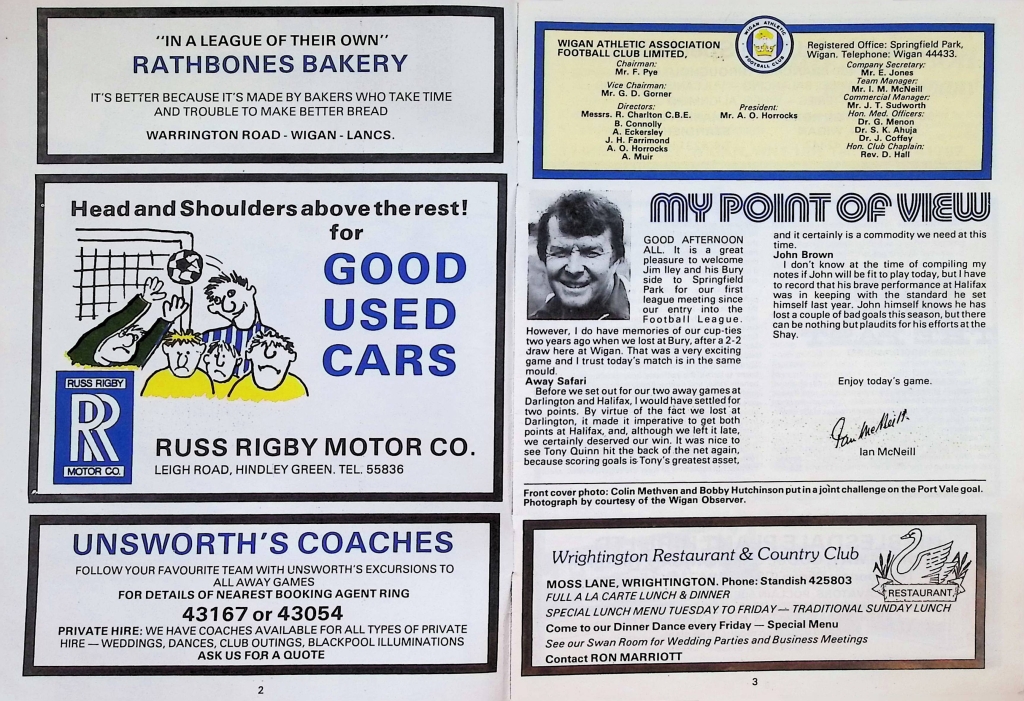 "IN A LEAGUE OF THEIR OWN"
RATHBONES BAKERY
IT'S BETTER BECAUSE IT'S MADE BY BAKERS WHO TAKE TIME
AND TROUBLE TO MAKE BETTER BREAD
WARRINGTON ROAD - WIGAN - LANCS.
Head and Shoulders above the rest!
for
GOOD
USED
CARS
RUSS RIGBY
RR
MOTOR CO.
RUSS RIGBY MOTOR CO.
LEIGH ROAD, HINDLEY GREEN. TEL. 55836
UNSWORTH'S COACHES
FOLLOW YOUR FAVOURITE TEAM WITH UNSWORTH'S EXCURSIONS TO
ALL AWAY GAMES
FOR DETAILS OF NEAREST BOOKING AGENT RING
43167 or 43054
PRIVATE HIRE: WE HAVE COACHES AVAILABLE FOR ALL TYPES OF PRIVATE
HIRE — WEDDINGS, DANCES, CLUB OUTINGS, BLACKPOOL ILLUMINATIONS
ASK US FOR A QUOTE
2
WIGAN ATHLETIC ASSOCIATION
FOOTBALL CLUB LIMITED,
Chairman:
Mr. F. Pye
Vice Chairman:
Mr. G. D. Gorner
Directors:
Messrs. R. Charlton C.B.E.
B. Connolly
A. Eckersley
J. H. Farrimond
A. O. Horrocks
A. Muir
WIGAN ATHLETIC
FOOTBALL CLUB
President:
Mr. A. O. Horrocks
Registered Office: Springfield Park,
Wigan. Telephone: Wigan 44433.
Company Secretary:
Mr. E. Jones
Team Manager:
Mr. I. M. McNeill
Commercial Manager:
Mr. J. T. Sudworth
Hon. Med. Officers:
Dr. G. Menon
Dr. S. K. Ahuja
Dr. J. Coffey
Hon. Club Chaplain:
Rev. D. Hall
MY POINT OF VIEW
GOOD AFTERNOON
ALL. It is a great
pleasure to welcome
Jim Iley and his Bury
side to Springfield
Park for our first
league meeting since
our entry into the
Football League.
However, I do have memories of our cup-ties
two years ago when we lost at Bury, after a 2-2
draw here at Wigan. That was a very exciting
game and I trust today's match is in the same
mould.
Away Safari
Before we set out for our two away games at
Darlington and Halifax, I would have settled for
two points. By virtue of the fact we lost at
Darlington, it made it imperative to get both
points at Halifax, and, although we left it late,
we certainly deserved our win. It was nice to
see Tony Quinn hit the back of the net again,
because scoring goals is Tony's greatest asset,
and it certainly is a commodity we need at this
time.
John Brown
I don't know at the time of compiling my
notes if John will be fit to play today, but I have
to record that his brave performance at Halifax
was in keeping with the standard he set
himself last year. John himself knows he has
lost a couple of bad goals this season, but there
can be nothing but plaudits for his efforts at the
Shay.
Enjoy today's game.
Ian McNeill
Ian McNeill
Front cover photo: Colin Methven and Bobby Hutchinson put in a joint challenge on the Port Vale goal.
Photograph by courtesy of the Wigan Observer.
Wrightington Restaurant & Country Club
MOSS LANE, WRIGHTINGTON. Phone: Standish 425803
FULL A LA CARTE LUNCH & DINNER
SPECIAL LUNCH MENU TUESDAY TO FRIDAY — TRADITIONAL SUNDAY LUNCH
Come to our Dinner Dance every Friday — Special Menu
See our Swan Room for Wedding Parties and Business Meetings
Contact RON MARRIOTT
RESTAURANT
3